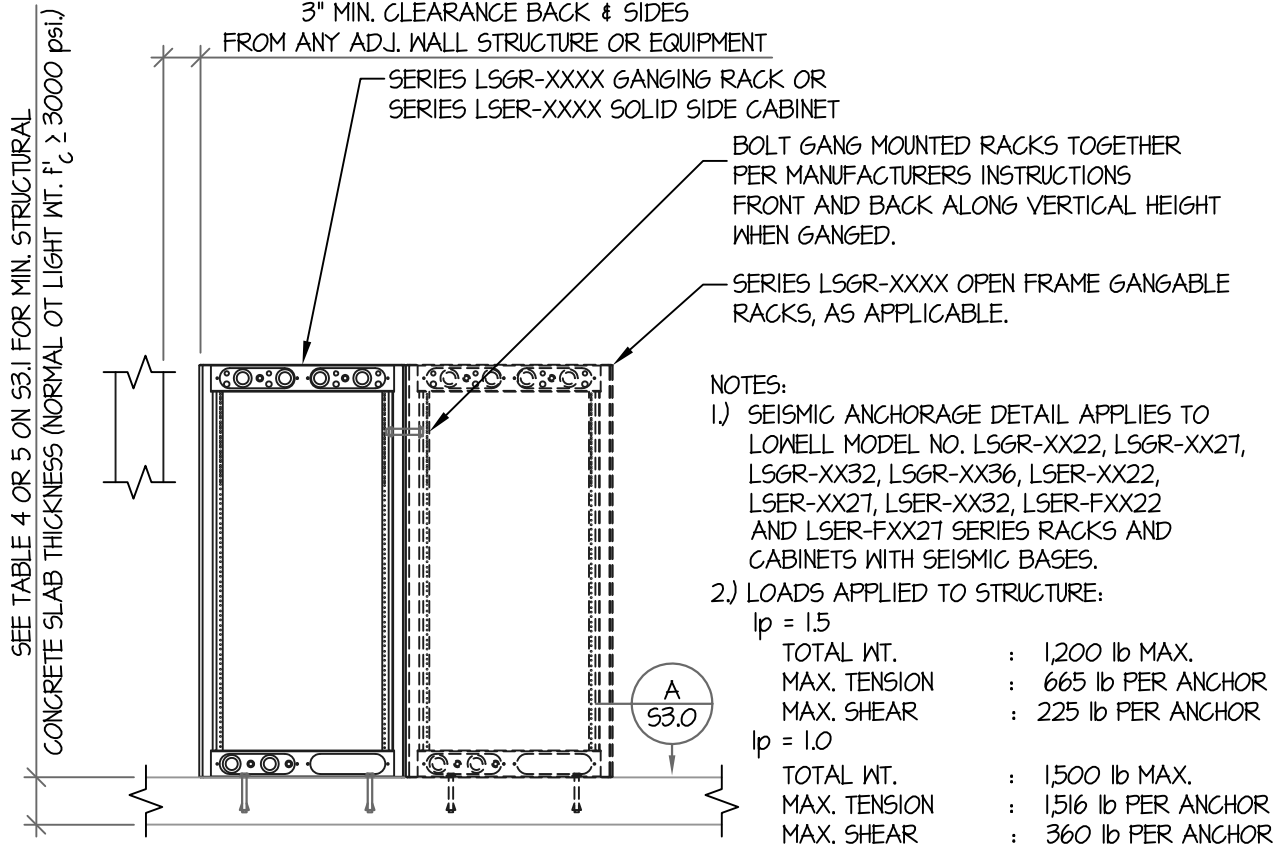 3" MIN. CLEARANCE BACK & SIDES
FROM ANY ADJ. WALL STRUCTURE OR EQUIPMENT
SERIES LSGR-XXXX GANGING RACK OR
SERIES LSER-XXXX SOLID SIDE CABINET
BOLT GANG MOUNTED RACKS TOGETHER
PER MANUFACTURERS INSTRUCTIONS
FRONT AND BACK ALONG VERTICAL HEIGHT
WHEN GANGED.
SERIES LSGR-XXXX OPEN FRAME GANGABLE
RACKS, AS APPLICABLE.
SEE TABLE 4 OR 5 ON S3.1 FOR MIN. STRUCTURAL
CONCRETE SLAB THICKNESS (NORMAL OT LIGHT WT. f'c ≥ 3000 psi.)
NOTES:
1.) SEISMIC ANCHORAGE DETAIL APPLIES TO
LOWELL MODEL NO. LSGR-XX22, LSGR-XX27,
LSGR-XX32, LSGR-XX36, LSER-XX22,
LSER-XX27, LSER-XX32, LSER-FXX22
AND LSER-FXX27 SERIES RACKS AND
CABINETS WITH SEISMIC BASES.
2.) LOADS APPLIED TO STRUCTURE:
Ip = 1.5
TOTAL WT. : 1,200 lb MAX.
MAX. TENSION : 665 lb PER ANCHOR
MAX. SHEAR : 225 lb PER ANCHOR
Ip = 1.0
TOTAL WT. : 1,500 lb MAX.
MAX. TENSION : 1,516 lb PER ANCHOR
MAX. SHEAR : 360 lb PER ANCHOR
A
S3.0